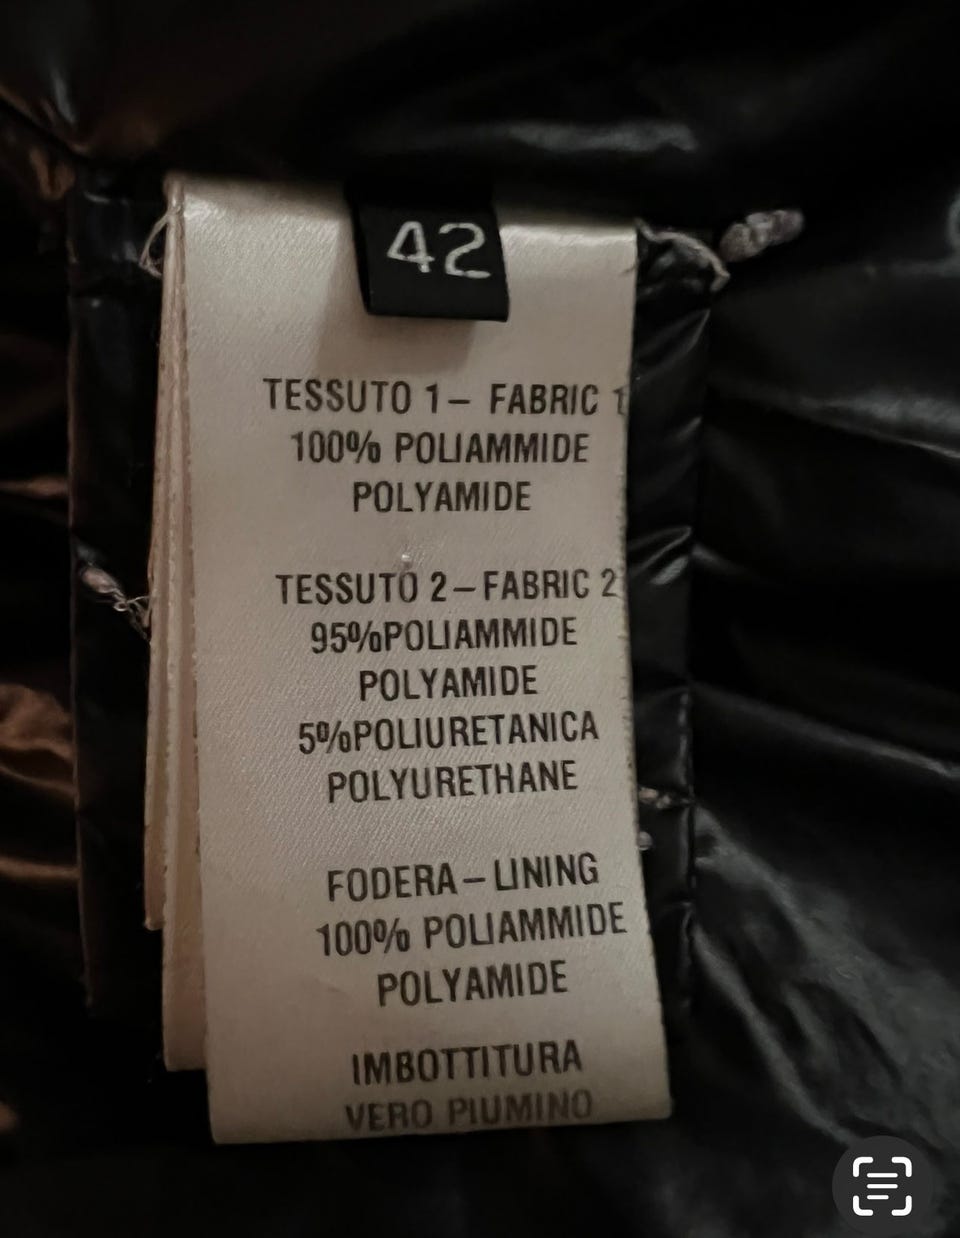 42
TESSUTO 1 – FABRIC 1
100% POLIAMMIDE
POLYAMIDE
TESSUTO 2 – FABRIC 2
95%POLIAMMIDE
POLYAMIDE
5%POLIURETANICA
POLYURETHANE
FODERA – LINING
100% POLIAMMIDE
POLYAMIDE
IMBOTTITURA
VERO PIUMINO